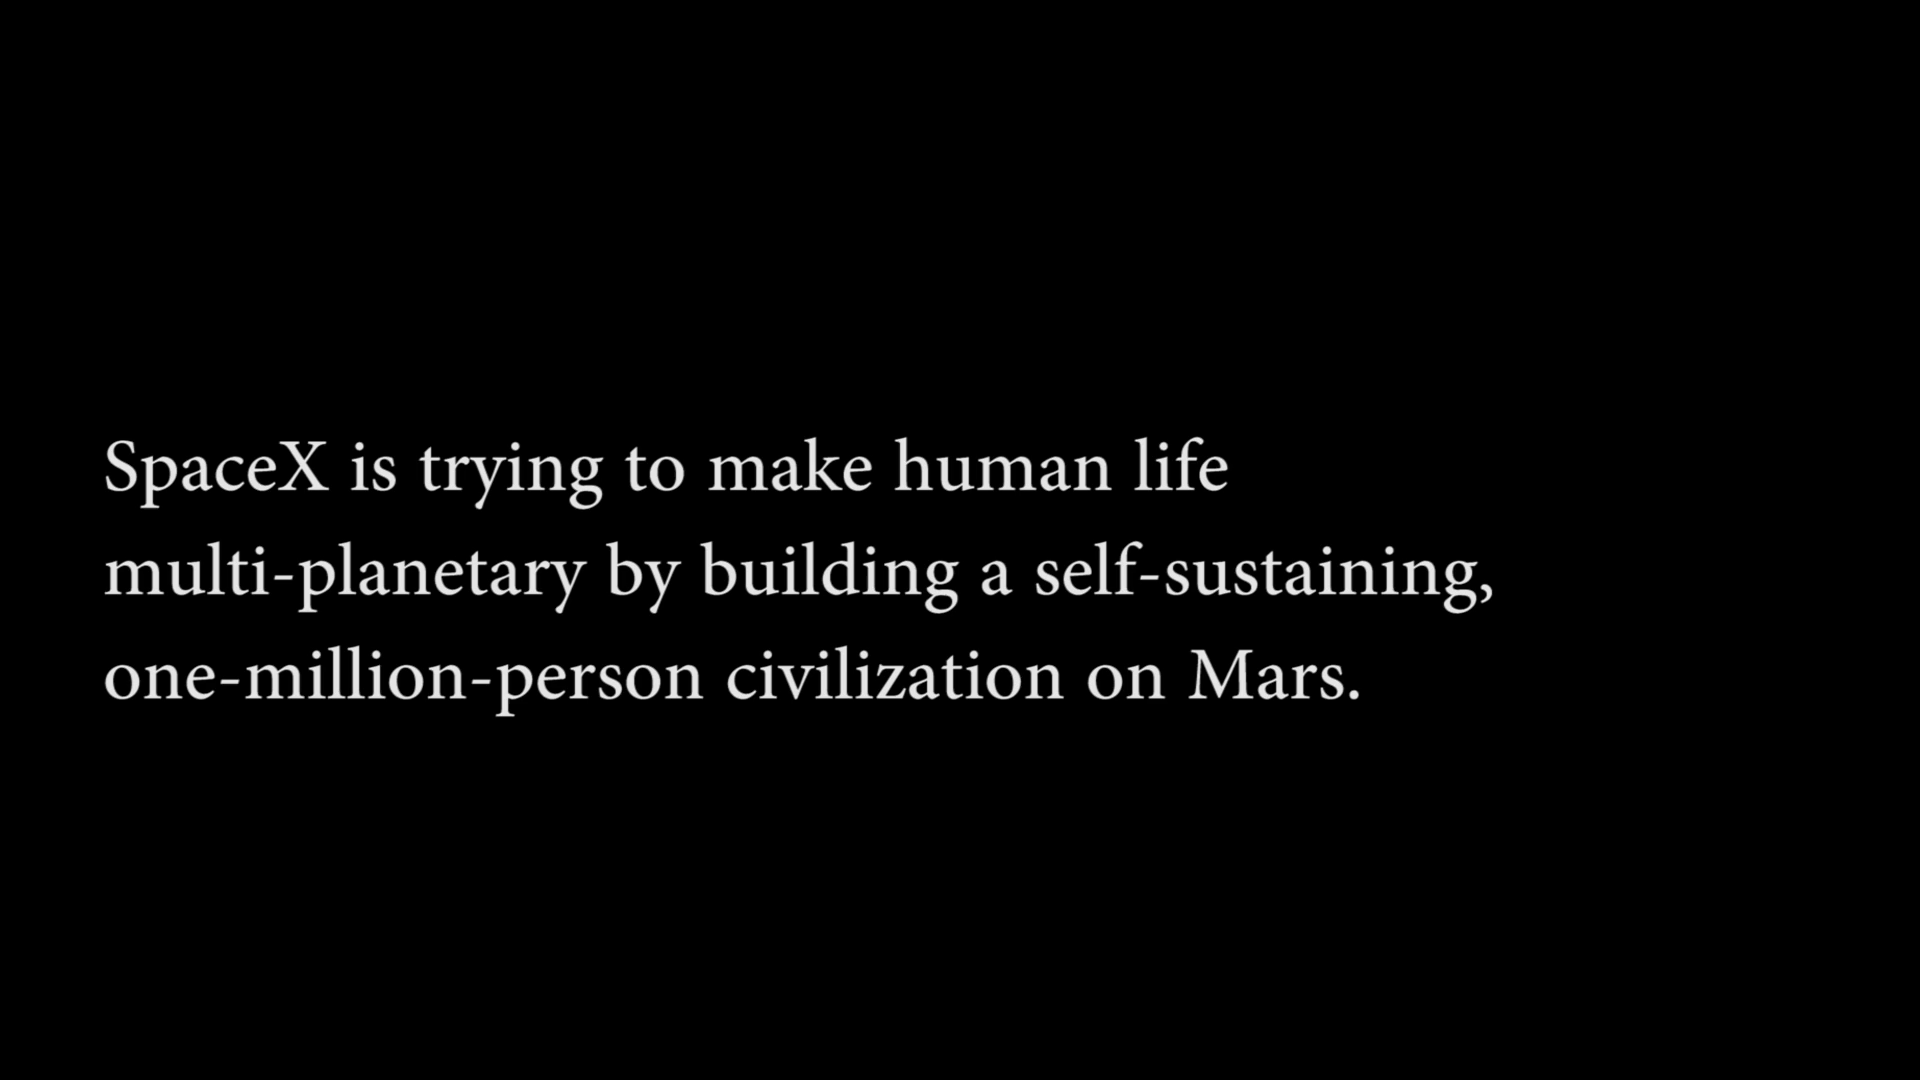 SpaceX is trying to make human life
multi-planetary by building a self-sustaining,
one-million-person civilization on Mars.